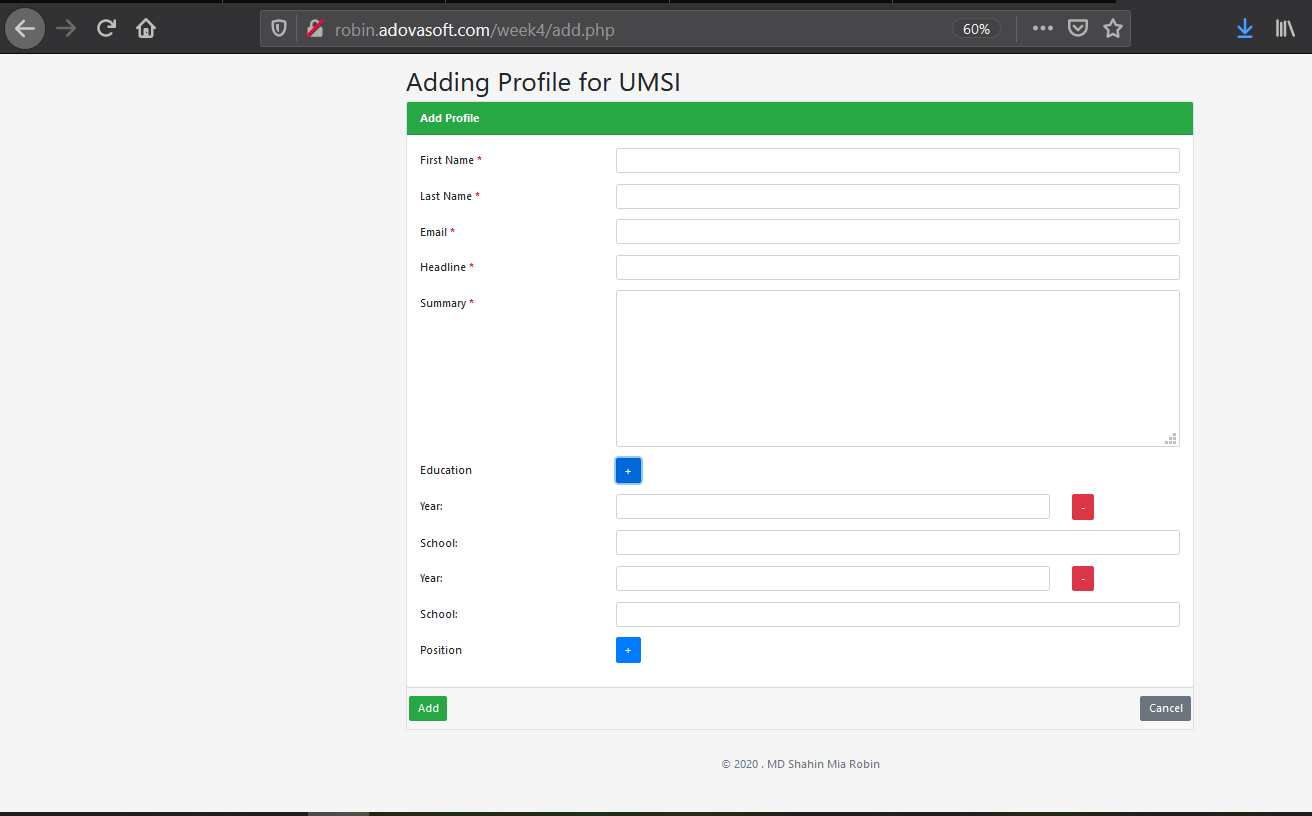 robin.adovasoft.com/week4/add.php
60%
Adding Profile for UMSI
Add Profile
First Name *
Last Name *
Email *
Headline *
Summary *
Education +
Year: -
School:
Year: -
School:
Position +
Add Cancel
© 2020 . MD Shahin Mia Robin